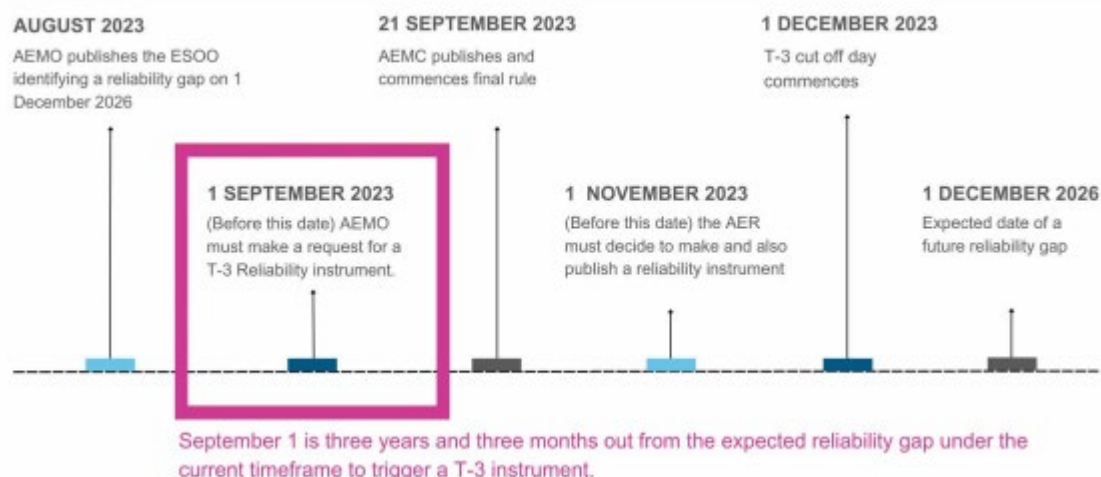 AUGUST 2023
AEMO publishes the ESOO
identifying a reliability gap on 1
December 2026
21 SEPTEMBER 2023
AEMC publishes and
commences final rule
1 DECEMBER 2023
T-3 cut off day
commences
1 SEPTEMBER 2023
(Before this date) AEMO
must make a request for a
T-3 Reliability instrument.
1 NOVEMBER 2023
(Before this date) the AER
must decide to make and also
publish a reliability instrument
1 DECEMBER 2026
Expected date of a
future reliability gap
September 1 is three years and three months out from the expected reliability gap under the
current timeframe to trigger a T-3 instrument.